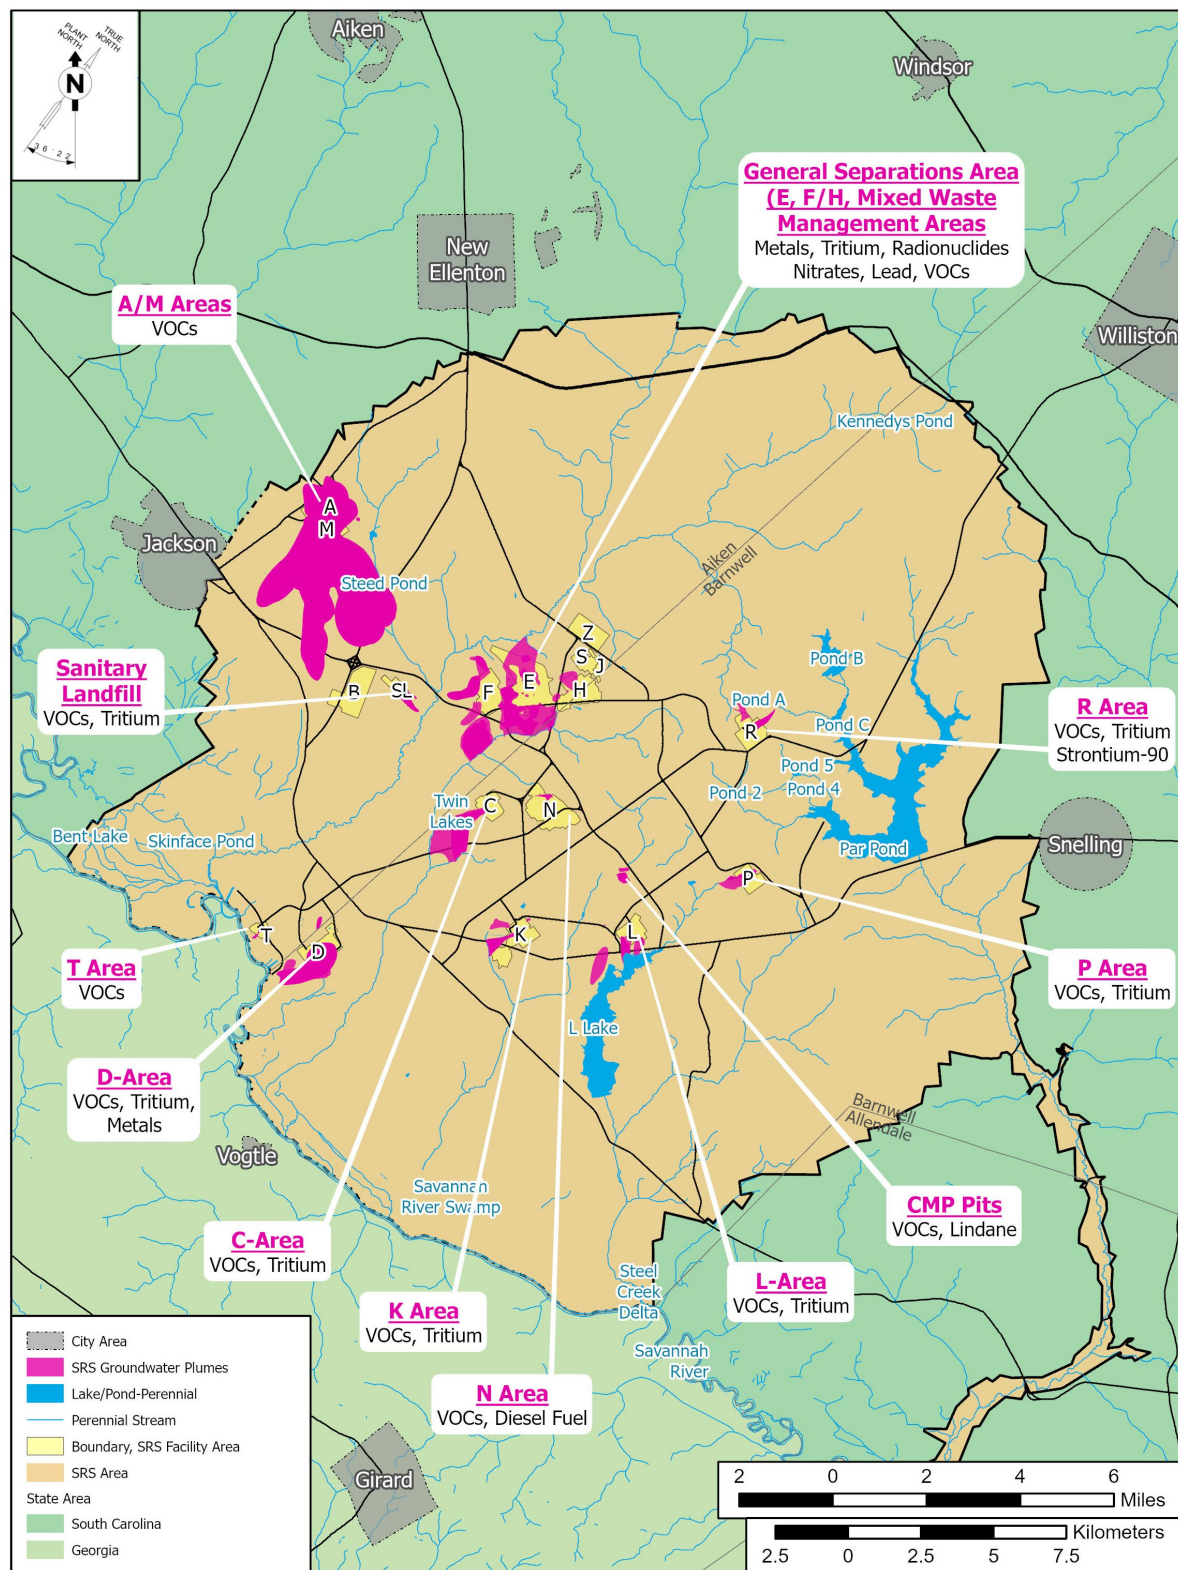 PLANT
NORTH
TRUE
NORTH
N
36°22'
Aiken
Windsor
General Separations Area
(E, F/H, Mixed Waste
Management Areas
Metals, Tritium, Radionuclides
Nitrates, Lead, VOCs
New
Ellenton
A/M Areas
VOCs
Williston
Kennedys Pond
A
M
Jackson
Steed Pond
Aiken
Barnwell
Z
S
J
Pond B
Sanitary
Landfill
VOCs, Tritium
B
SL
F
E
H
Pond A
R
Pond C
R Area
VOCs, Tritium
Strontium-90
Pond 5
Pond 4
Pond 2
Twin
Lakes
C
N
Bent Lake
Skinface Pond
Par Pond
Snelling
P
T
D
K
L
T Area
VOCs
P Area
VOCs, Tritium
L Lake
D-Area
VOCs, Tritium,
Metals
Barnwell
Allendale
Vogtle
Savannah
River Swamp
CMP Pits
VOCs, Lindane
C-Area
VOCs, Tritium
Steel
Creek
Delta
L-Area
VOCs, Tritium
K Area
VOCs, Tritium
Savannah
River
N Area
VOCs, Diesel Fuel
Girard
City Area
SRS Groundwater Plumes
Lake/Pond-Perennial
Perennial Stream
Boundary, SRS Facility Area
SRS Area
State Area
South Carolina
Georgia
2 0 2 4 6
Miles
Kilometers
2.5 0 2.5 5 7.5